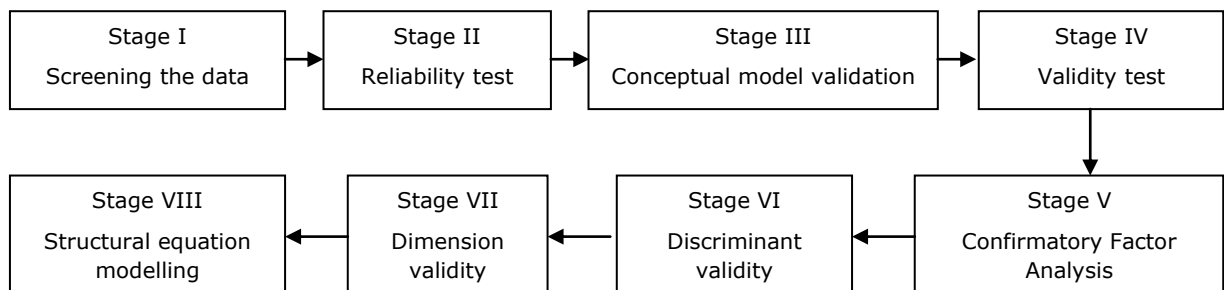 Stage I
Screening the data
Stage II
Reliability test
Stage III
Conceptual model validation
Stage IV
Validity test
Stage V
Confirmatory Factor
Analysis
Stage VI
Discriminant
validity
Stage VII
Dimension
validity
Stage VIII
Structural equation
modelling